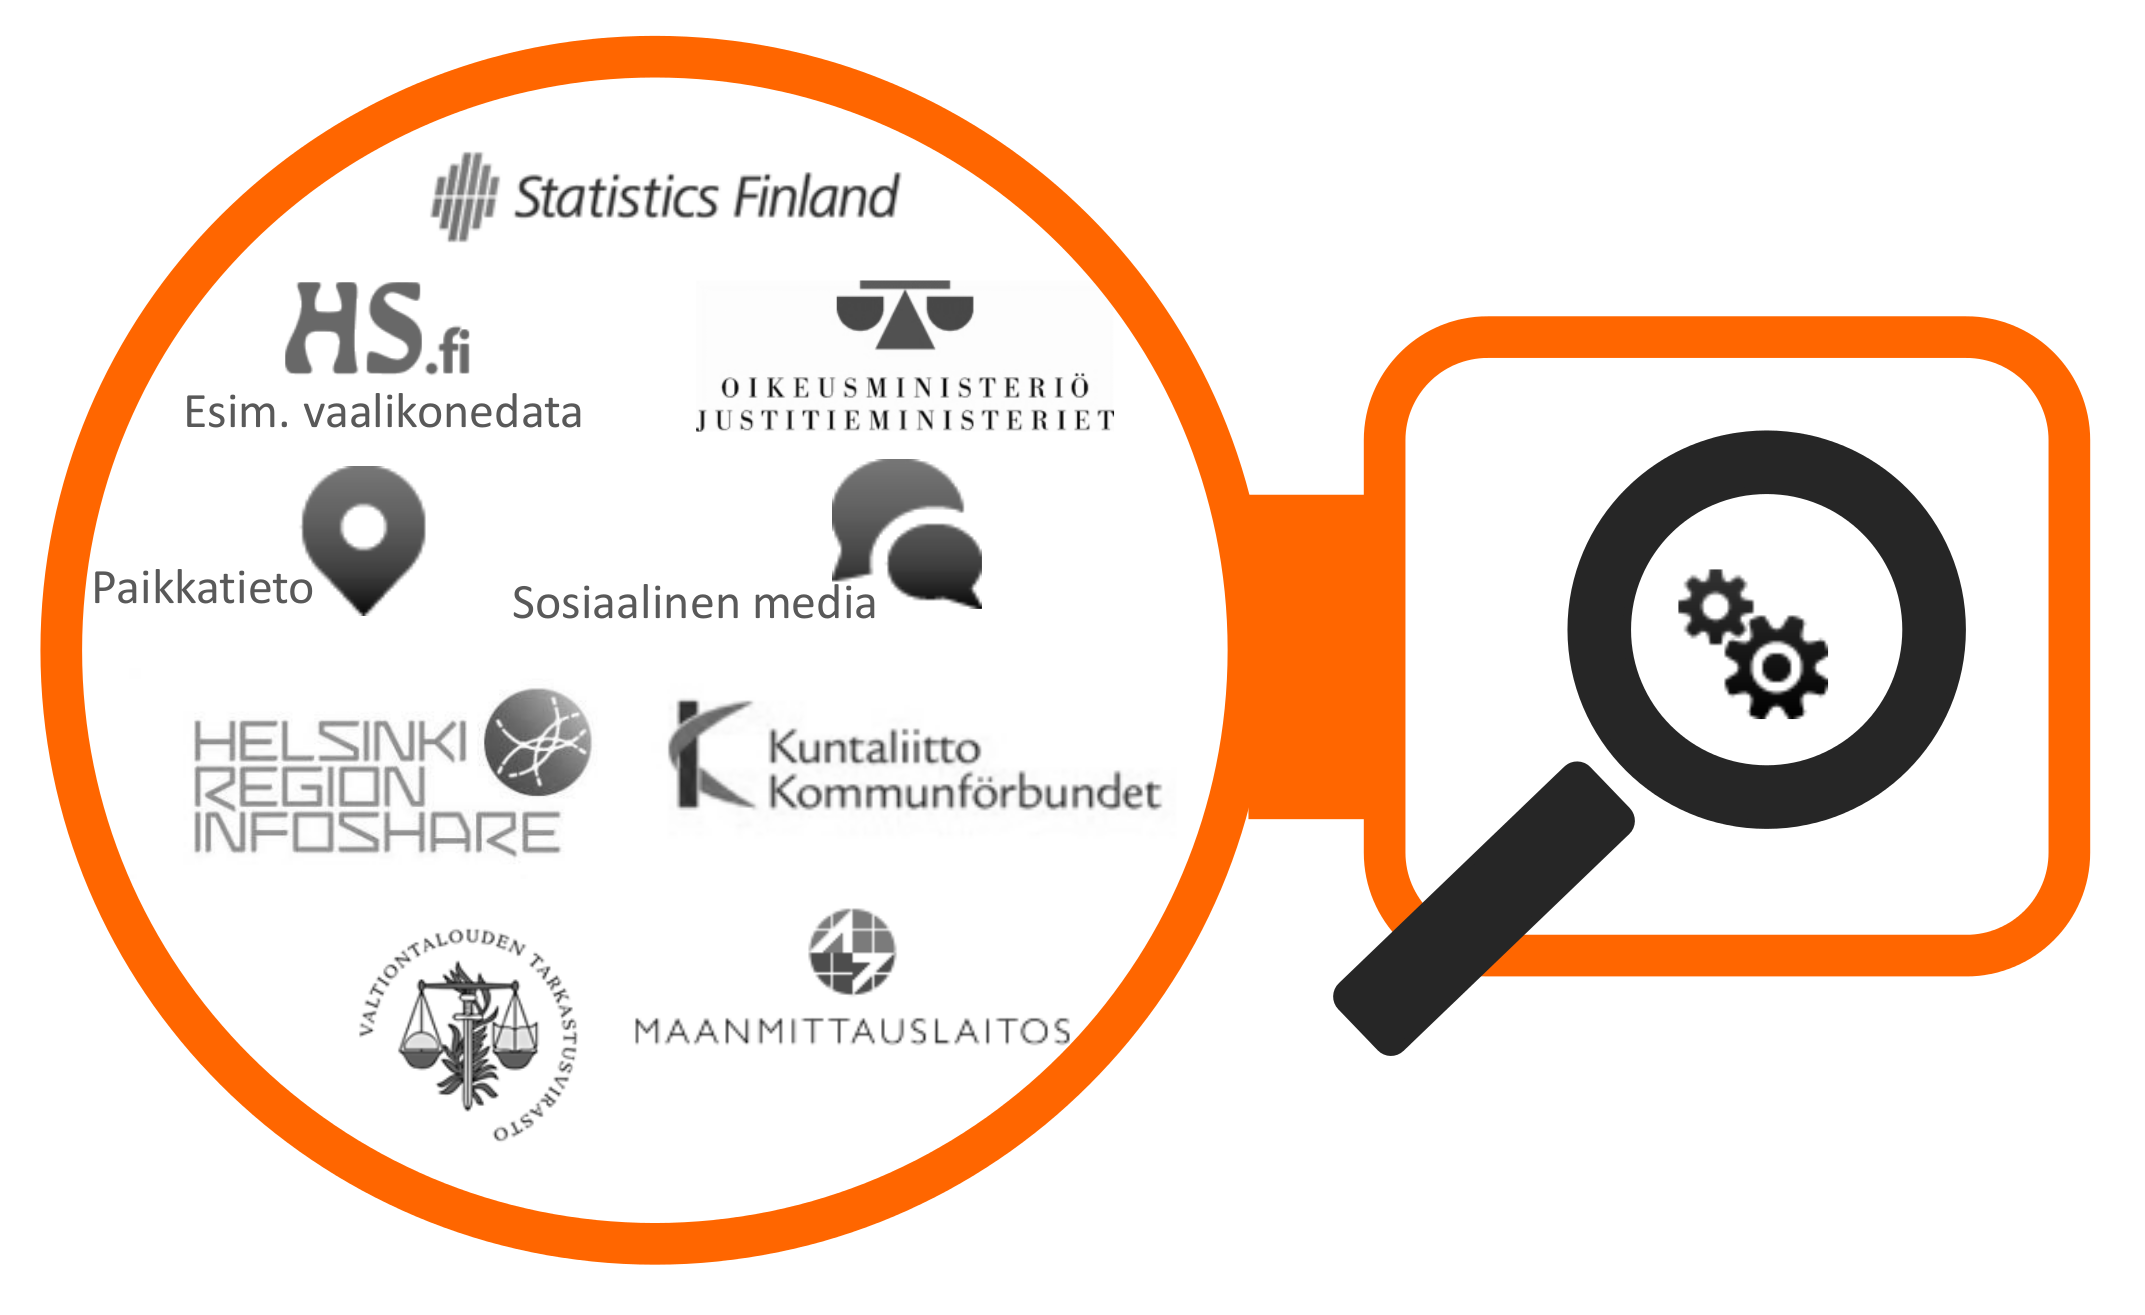 Statistics Finland
HS.fi
Esim. vaalikonedata
OIKEUSMINISTERIÖ
JUSTITIEMINISTERIET
Paikkatieto
Sosiaalinen media
HELSINKI
REGION
INFOSHARE
Kuntaliitto
Kommunförbundet
VALTIONTALOUDEN TARKASTUSVIRASTO
MAANMITTAUSLAITOS